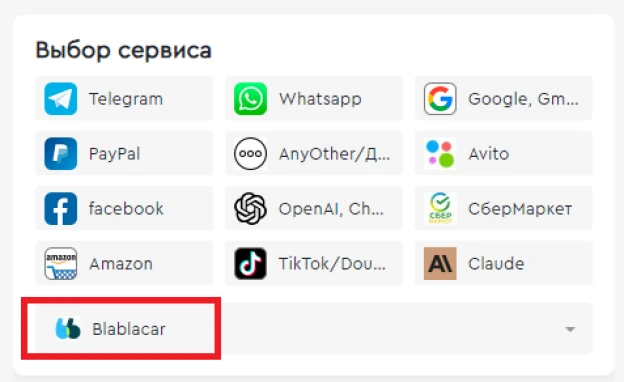 Выбор сервиса
Telegram
Whatsapp
Google, Gm...
PayPal
AnyOther/Д...
Avito
facebook
OpenAI, Ch...
СБЕР
МАРКЕТ
СберМаркет
amazon
Amazon
TikTok/Dou...
Claude
Blablacar